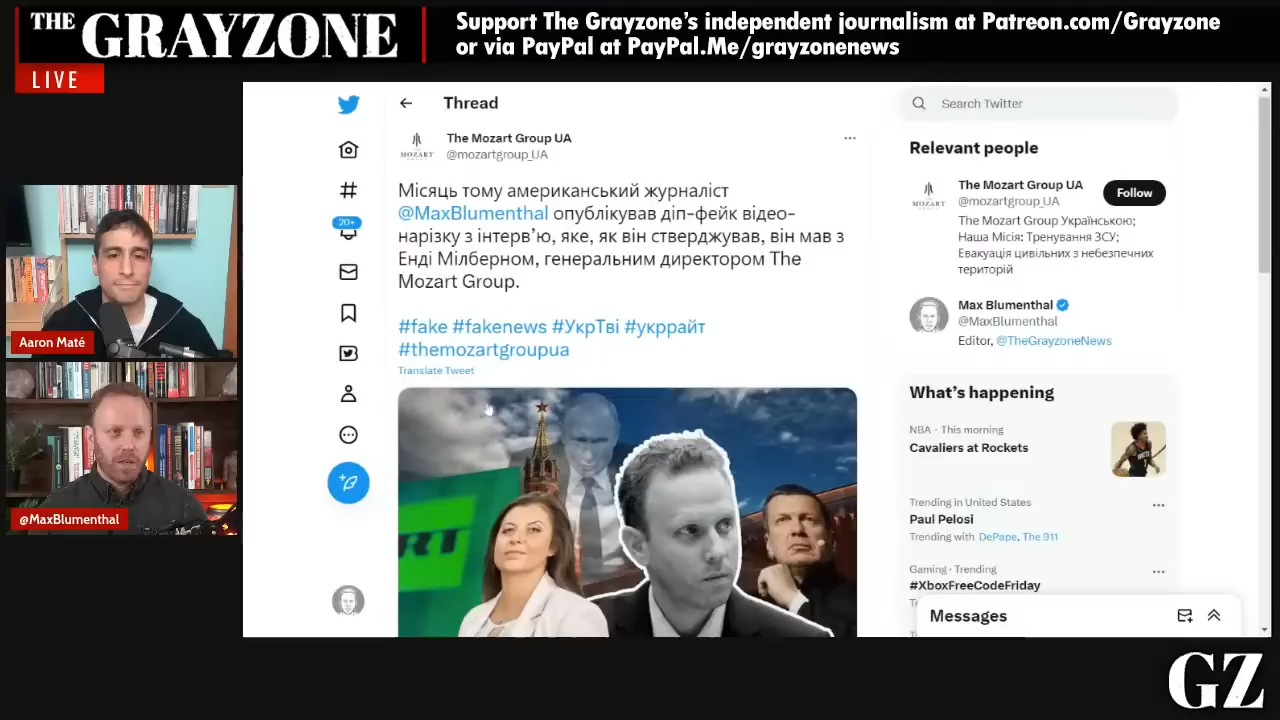 THE GRAYZONE
LIVE
Support The Grayzone's independent journalism at Patreon.com/Grayzone
or via PayPal at PayPal.Me/grayzonenews
Aaron Maté
@MaxBlumenthal
20+
Thread
The Mozart Group UA
@mozartgroup_UA
MOZART
Місяць тому американський журналіст
@MaxBlumenthal опублікував діп-фейк відео-
нарізку з інтерв'ю, яке, як він стверджував, він мав з
Енді Мілберном, генеральним директором The
Mozart Group.
#fake #fakenews #УкрТві #укррайт
#themozartgroupua
Translate Tweet
RT
Search Twitter
Relevant people
MOZART
The Mozart Group UA
@mozartgroup_UA
Follow
The Mozart Group Українською;
Наша Місія: Тренування ЗСУ;
Евакуація цивільних з небезпечних
територій
Max Blumenthal
@MaxBlumenthal
Editor, @TheGrayzoneNews
What's happening
NBA · This morning
Cavaliers at Rockets
Trending in United States
Paul Pelosi
Trending with DePape, The 911
Gaming · Trending
#XboxFreeCodeFriday
Messages
GZ